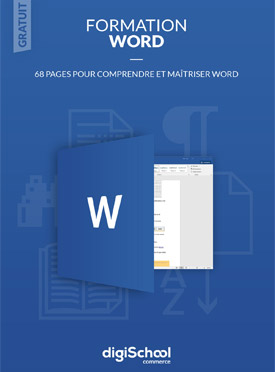 GRATUIT
FORMATION
WORD
68 PAGES POUR COMPRENDRE ET MAÎTRISER WORD
W
A
Z
digiSchool
commerce